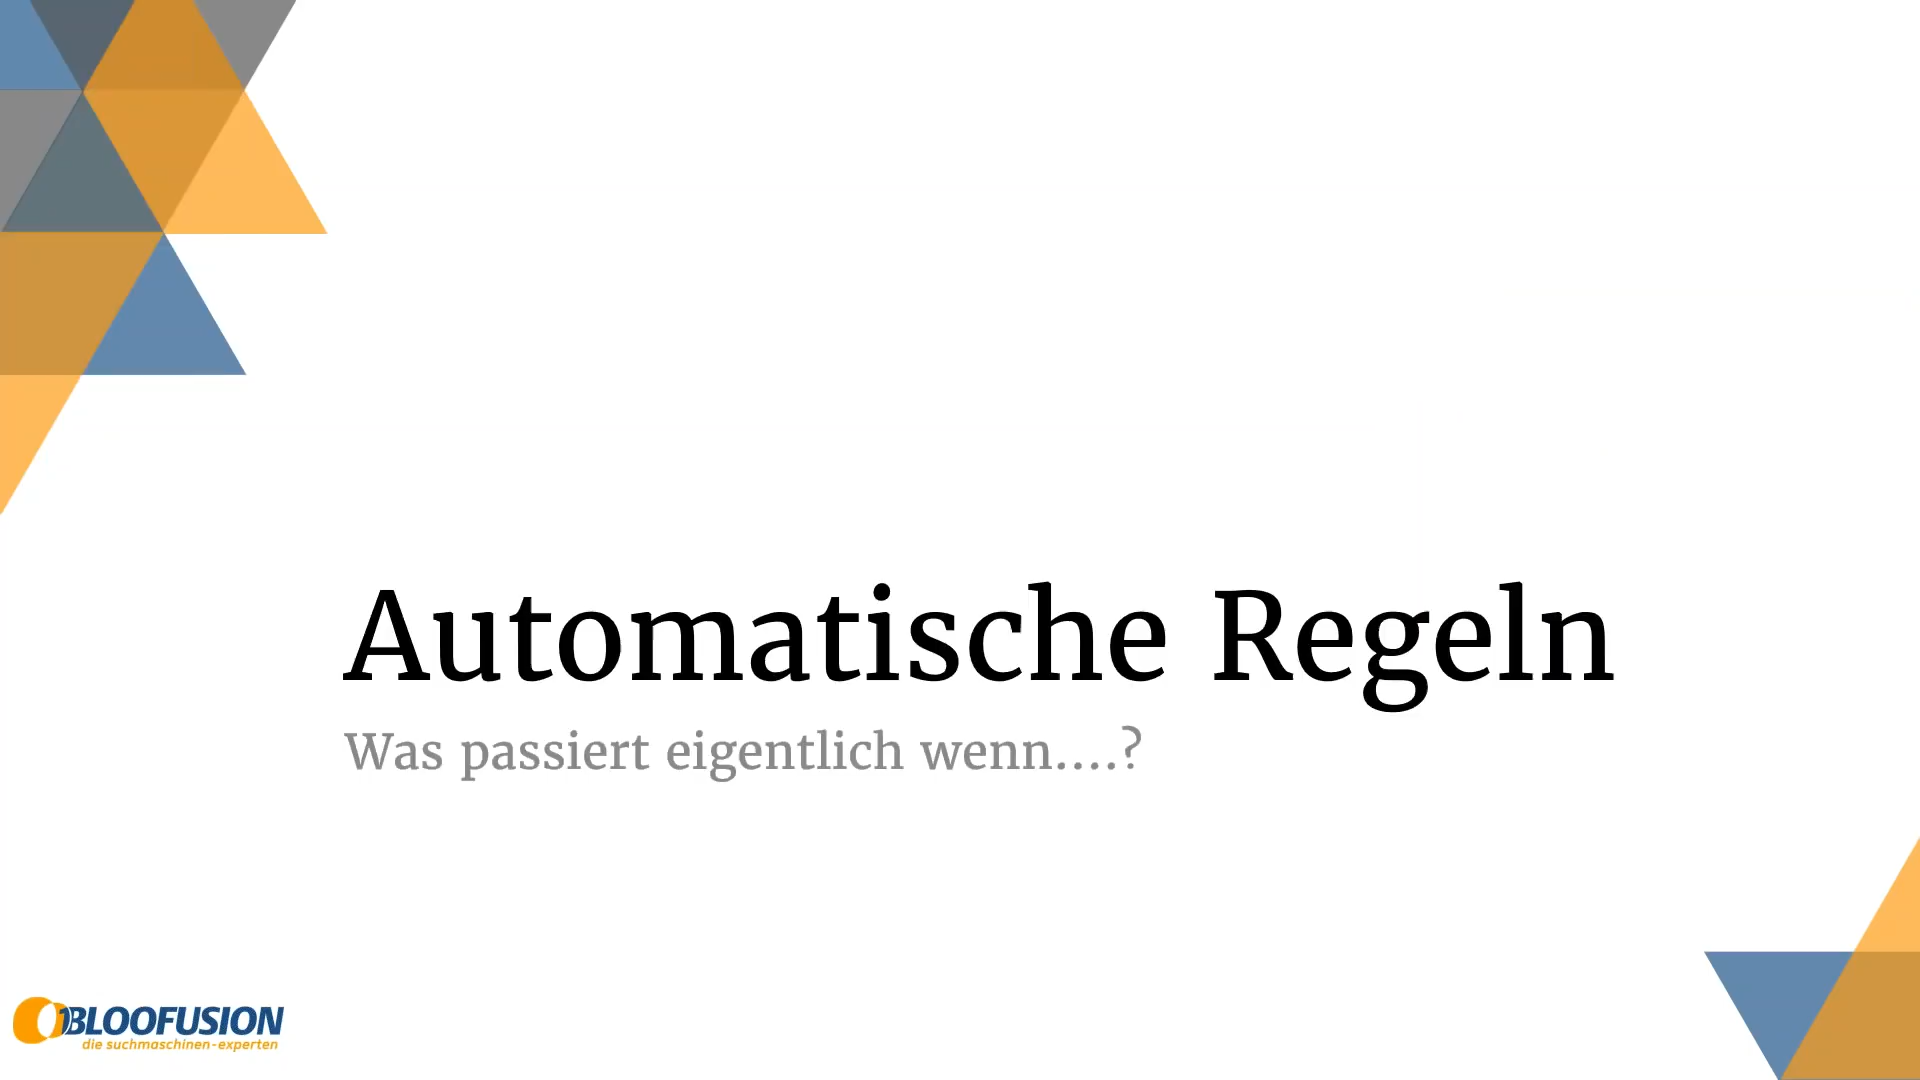 Automatische Regeln
Was passiert eigentlich wenn....?
BLOOFUSION
die suchmaschinen-experten